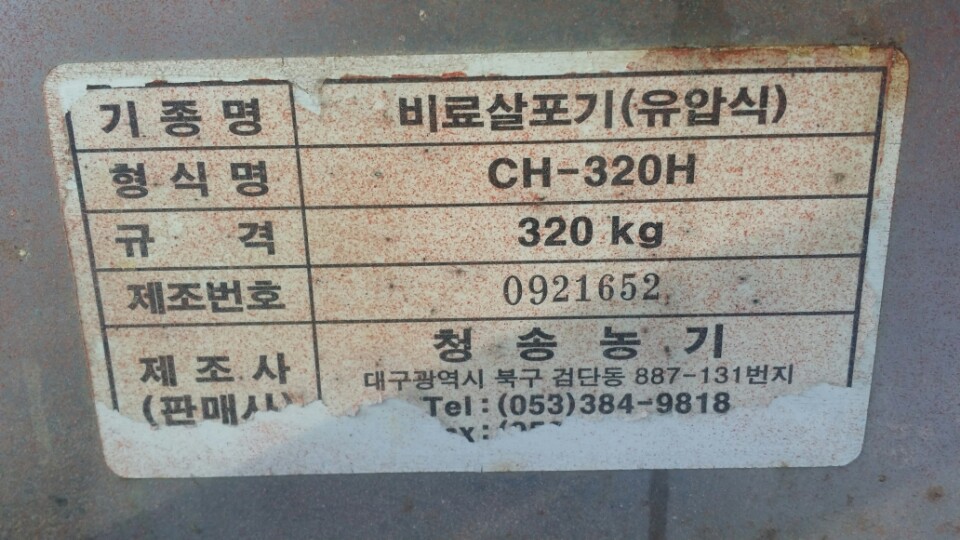 기종명 비료살포기(유압식)
형식명 CH-320H
규격 320 kg
제조번호 0921652
제조사 청송농기
대구광역시 북구 검단동 887-131번지
(판매사) Tel : (053)384-9818